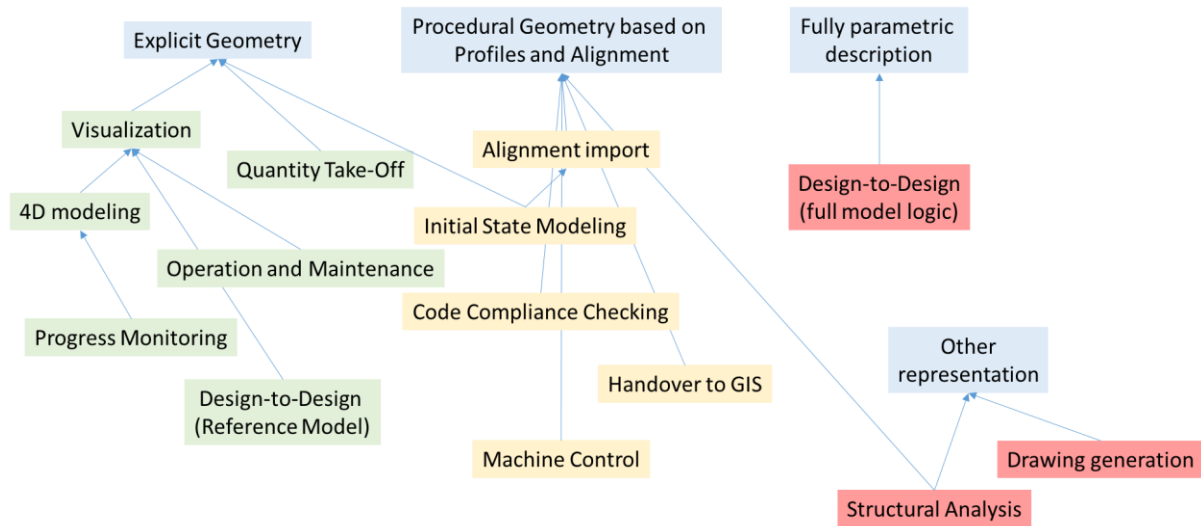 Explicit Geometry
Procedural Geometry based on
Profiles and Alignment
Fully parametric
description
Visualization
Quantity Take-Off
Alignment import
4D modeling
Design-to-Design
(full model logic)
Initial State Modeling
Operation and Maintenance
Code Compliance Checking
Progress Monitoring
Other
representation
Handover to GIS
Design-to-Design
(Reference Model)
Machine Control
Drawing generation
Structural Analysis